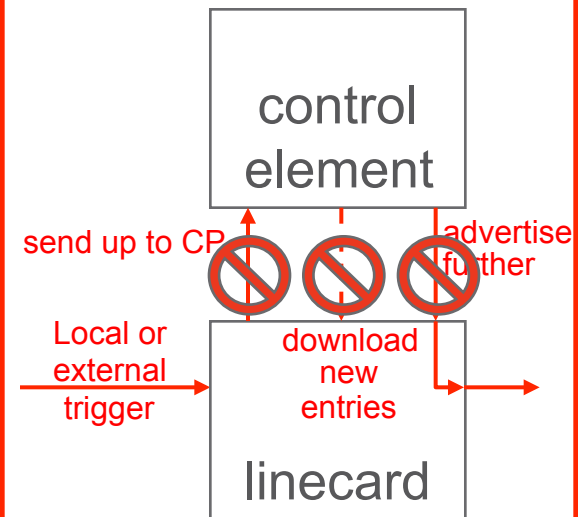 control
element
send up to CP
advertise
further
Local or
external
trigger
download
new
entries
linecard